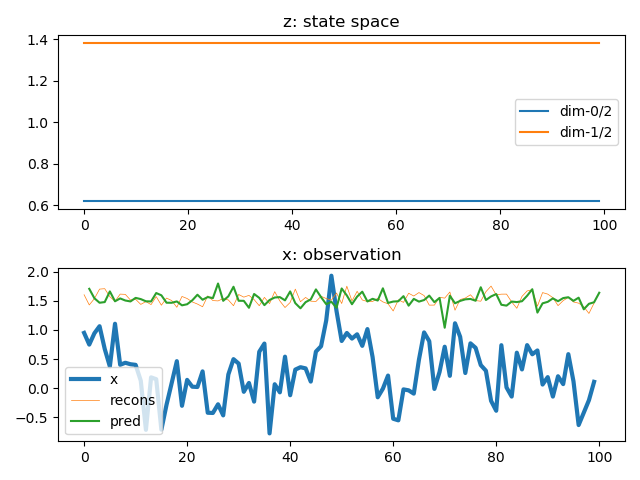 z: state space
1.4
1.2
1.0
0.8
0.6
dim-0/2
dim-1/2
0 20 40 60 80 100
x: observation
2.0
1.5
1.0
0.5
0.0
−0.5
x
recons
pred
0 20 40 60 80 100